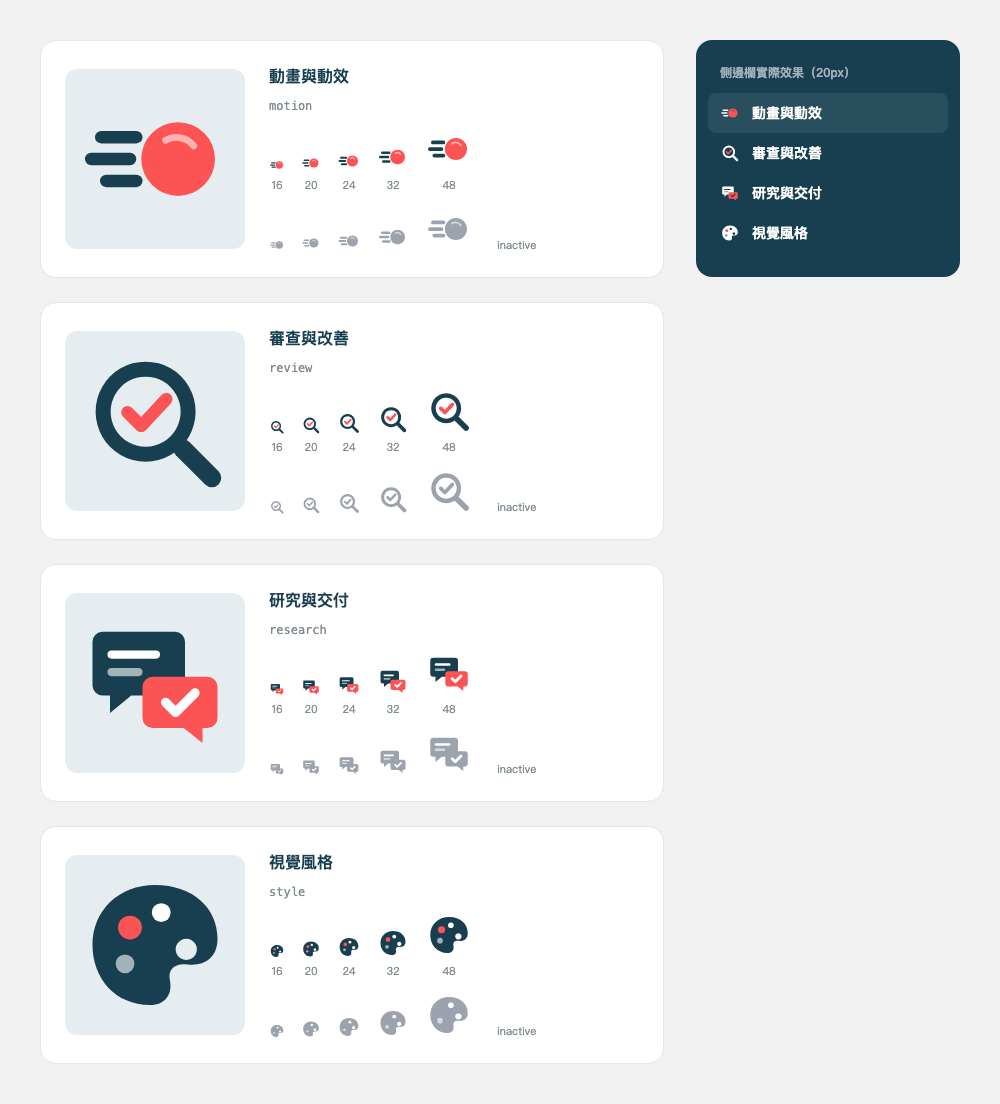 動畫與動效
motion
16 20 24 32 48
inactive
審查與改善
review
16 20 24 32 48
inactive
研究與交付
research
16 20 24 32 48
inactive
視覺風格
style
16 20 24 32 48
inactive
側邊欄實際效果（20px）
動畫與動效
審查與改善
研究與交付
視覺風格